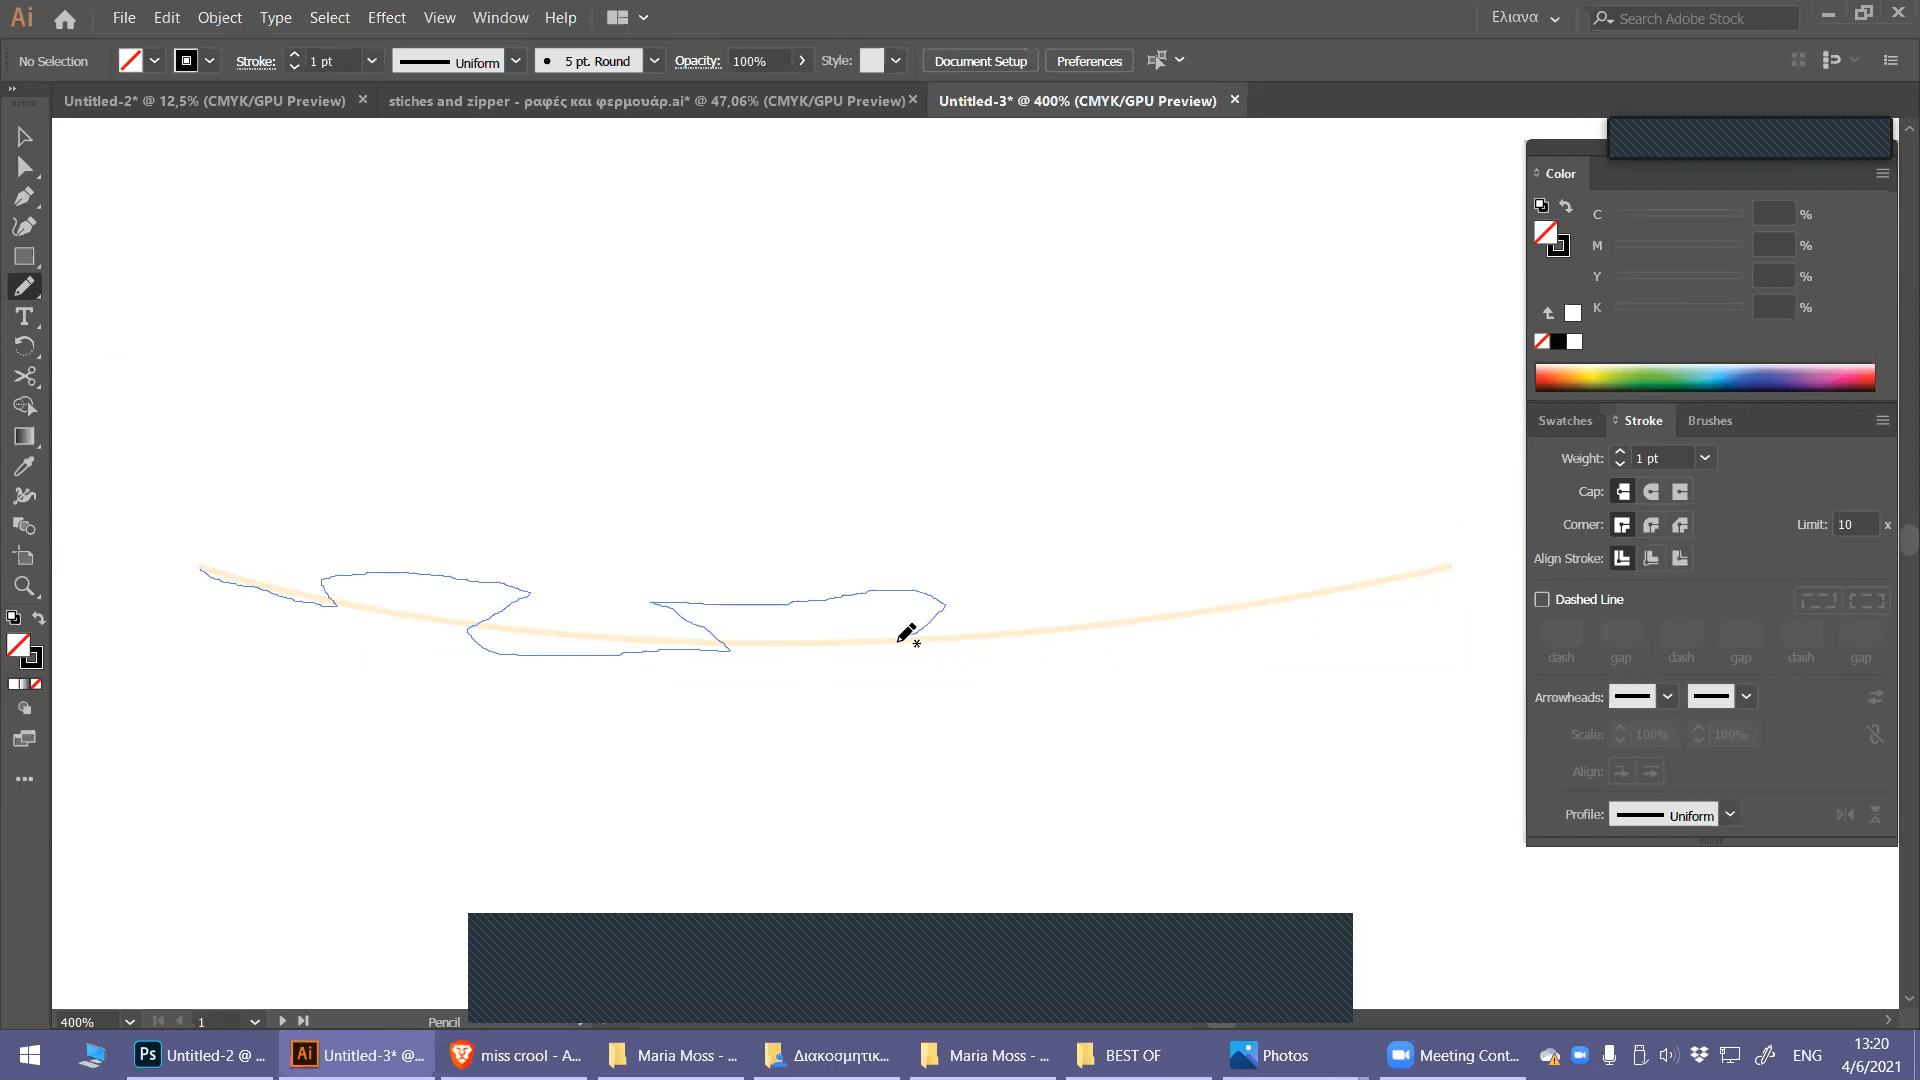 Ai File Edit Object Type Select Effect View Window Help Ελιανα Search Adobe Stock
No Selection Stroke: 1 pt Uniform 5 pt. Round Opacity: 100% Style: Document Setup Preferences
Untitled-2* @ 12,5% (CMYK/GPU Preview) stiches and zipper - ραφές και φερμουάρ.ai* @ 47,06% (CMYK/GPU Preview) Untitled-3* @ 400% (CMYK/GPU Preview)
Color
C %
M %
Y %
K %
Swatches Stroke Brushes
Weight: 1 pt
Cap:
Corner: Limit: 10 x
Align Stroke:
Dashed Line
dash gap dash gap dash gap
Arrowheads:
Scale: 100% 100%
Align:
Profile: Uniform
400% 1 Pencil
Ps Untitled-2 @ ... Ai Untitled-3* @... miss crool - A... Maria Moss - ... Διακοσμητικ... Maria Moss - ... BEST OF Photos Meeting Cont... ENG 13:20
4/6/2021